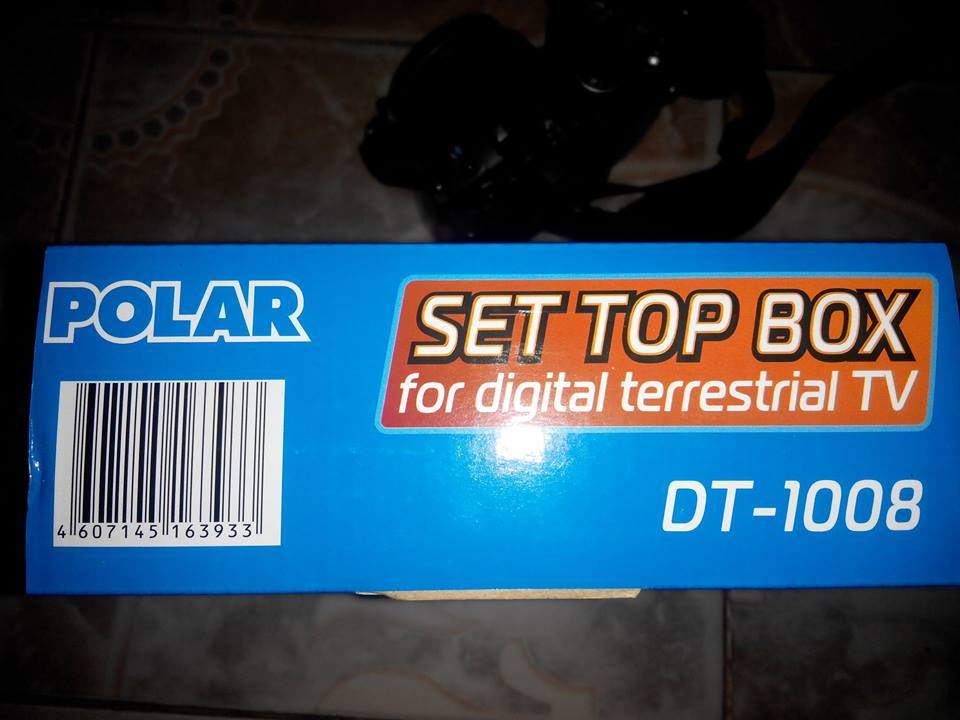 POLAR
SET TOP BOX
for digital terrestrial TV
DT-1008
4 607145 163933